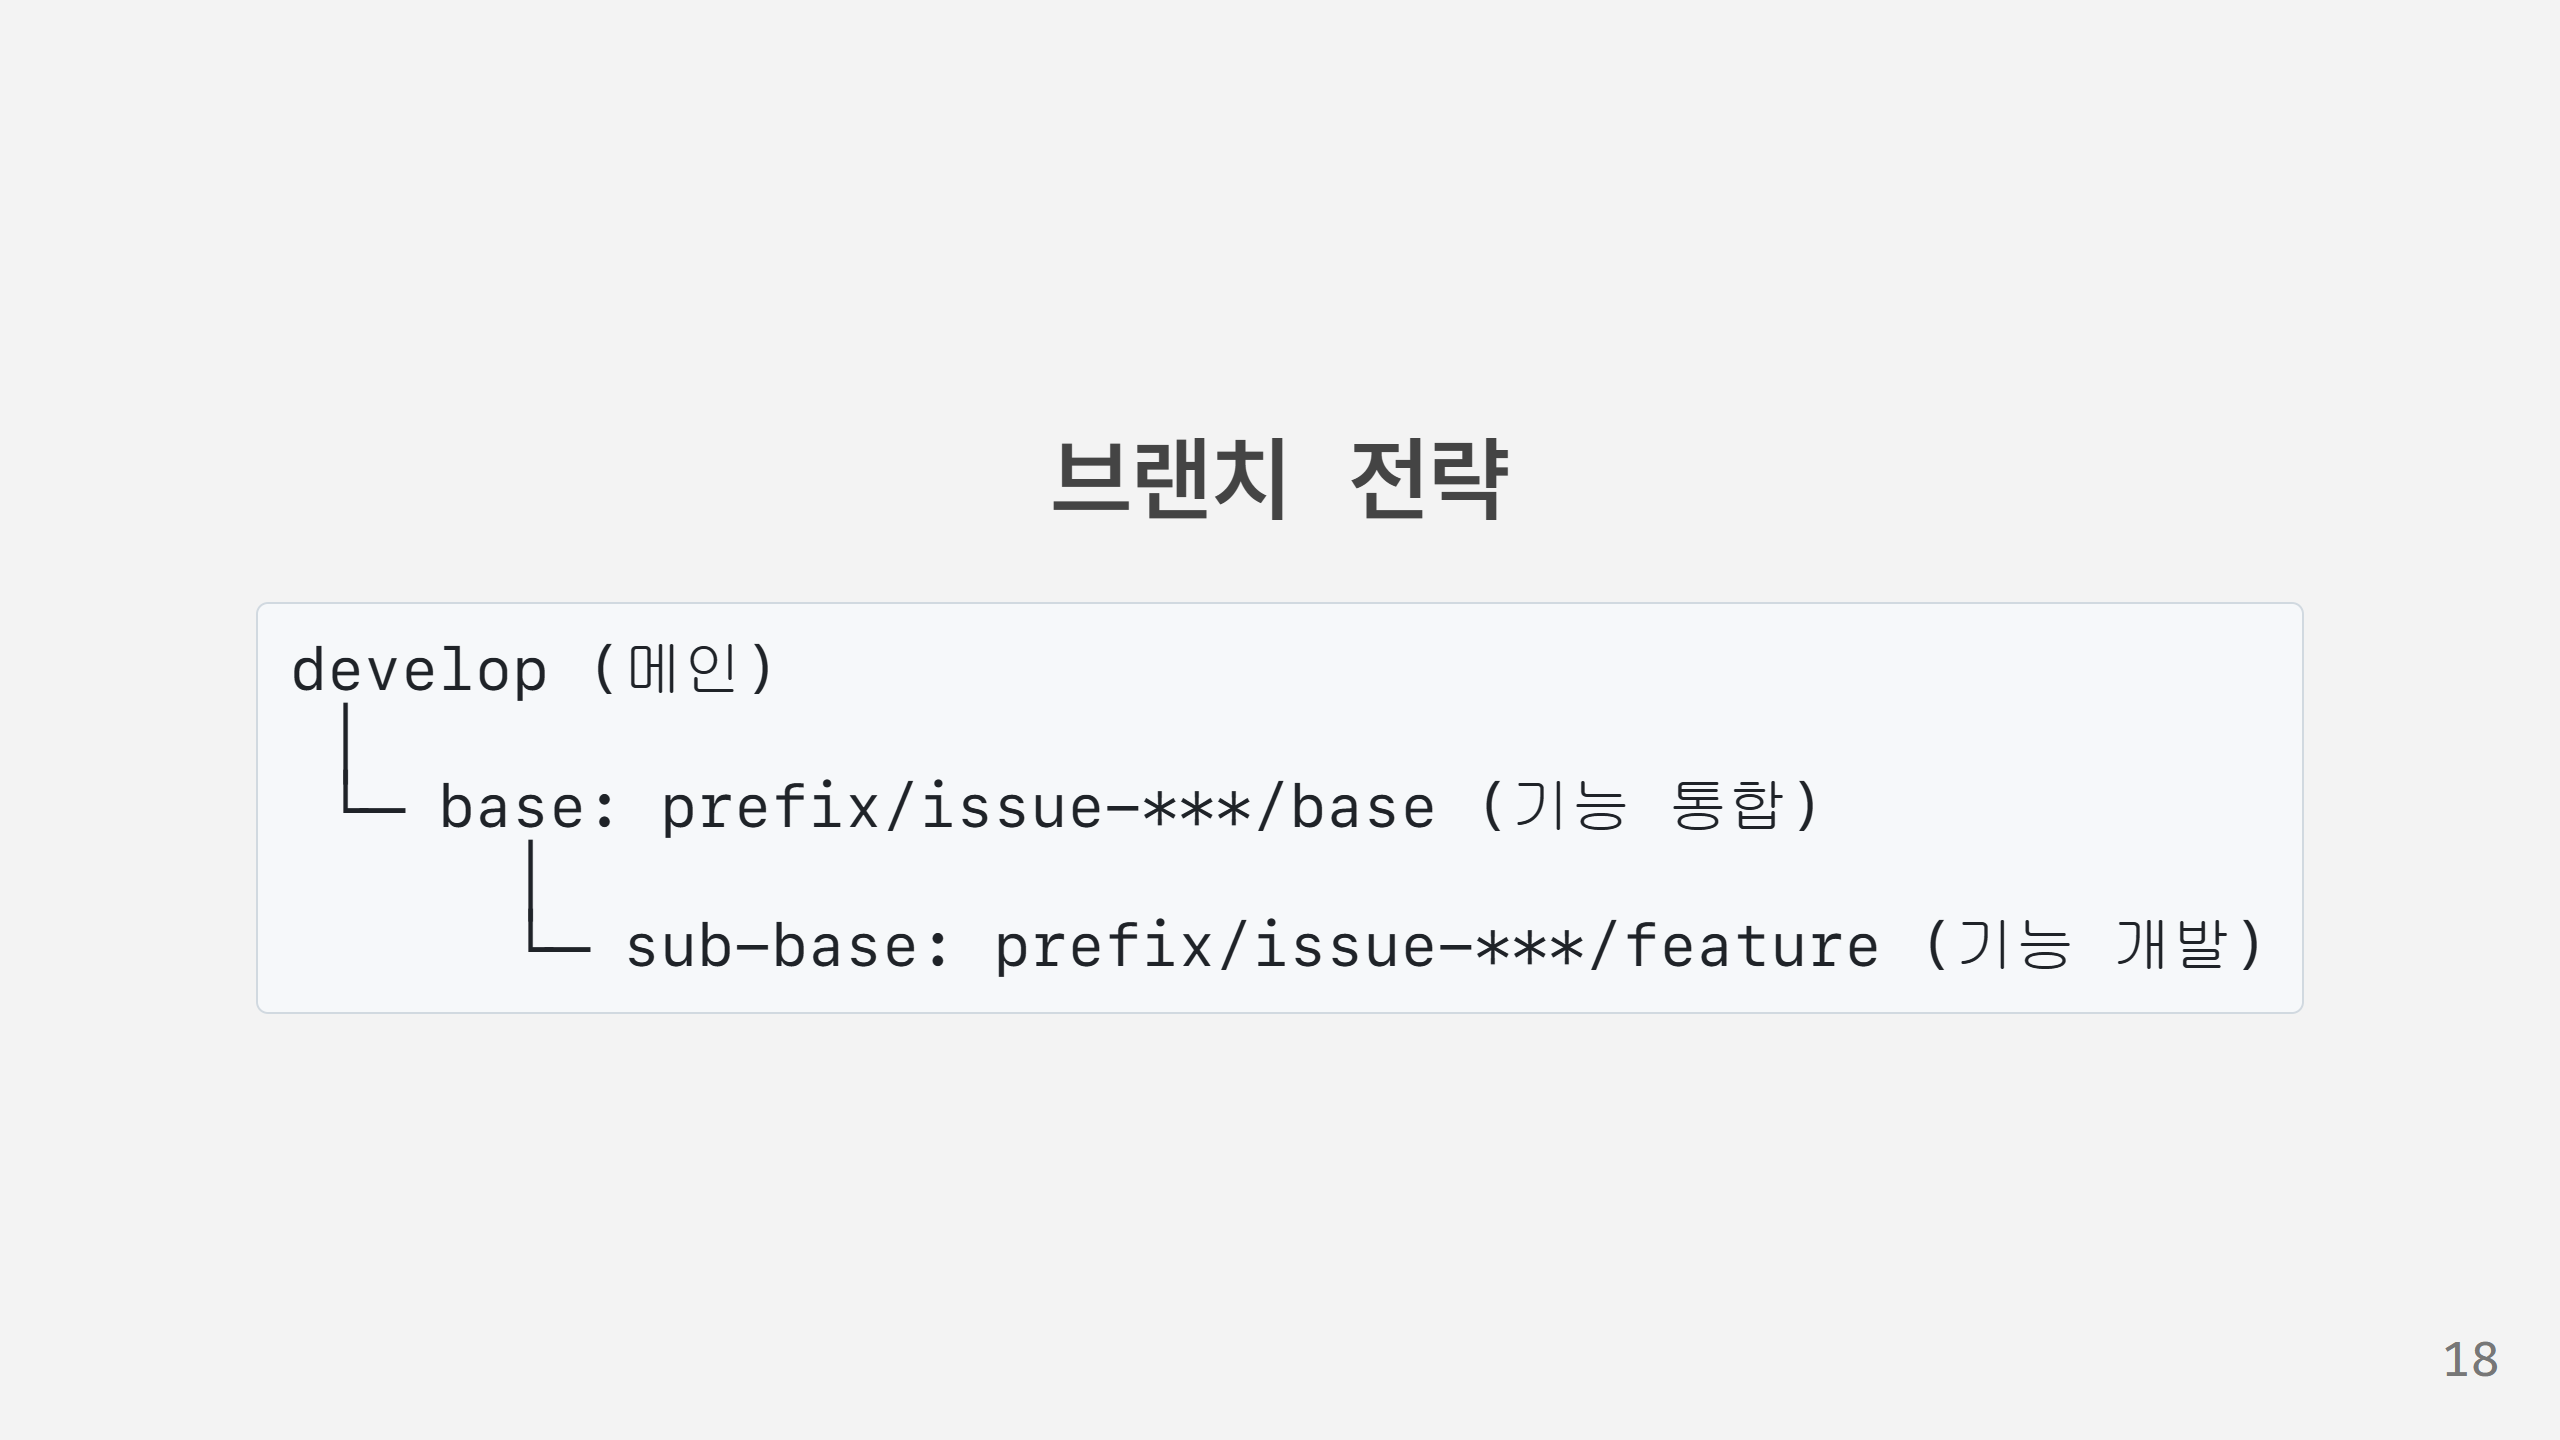 브랜치 전략
develop (메인)
│
└─ base: prefix/issue-***/base (기능 통합)
│
└─ sub-base: prefix/issue-***/feature (기능 개발)
18